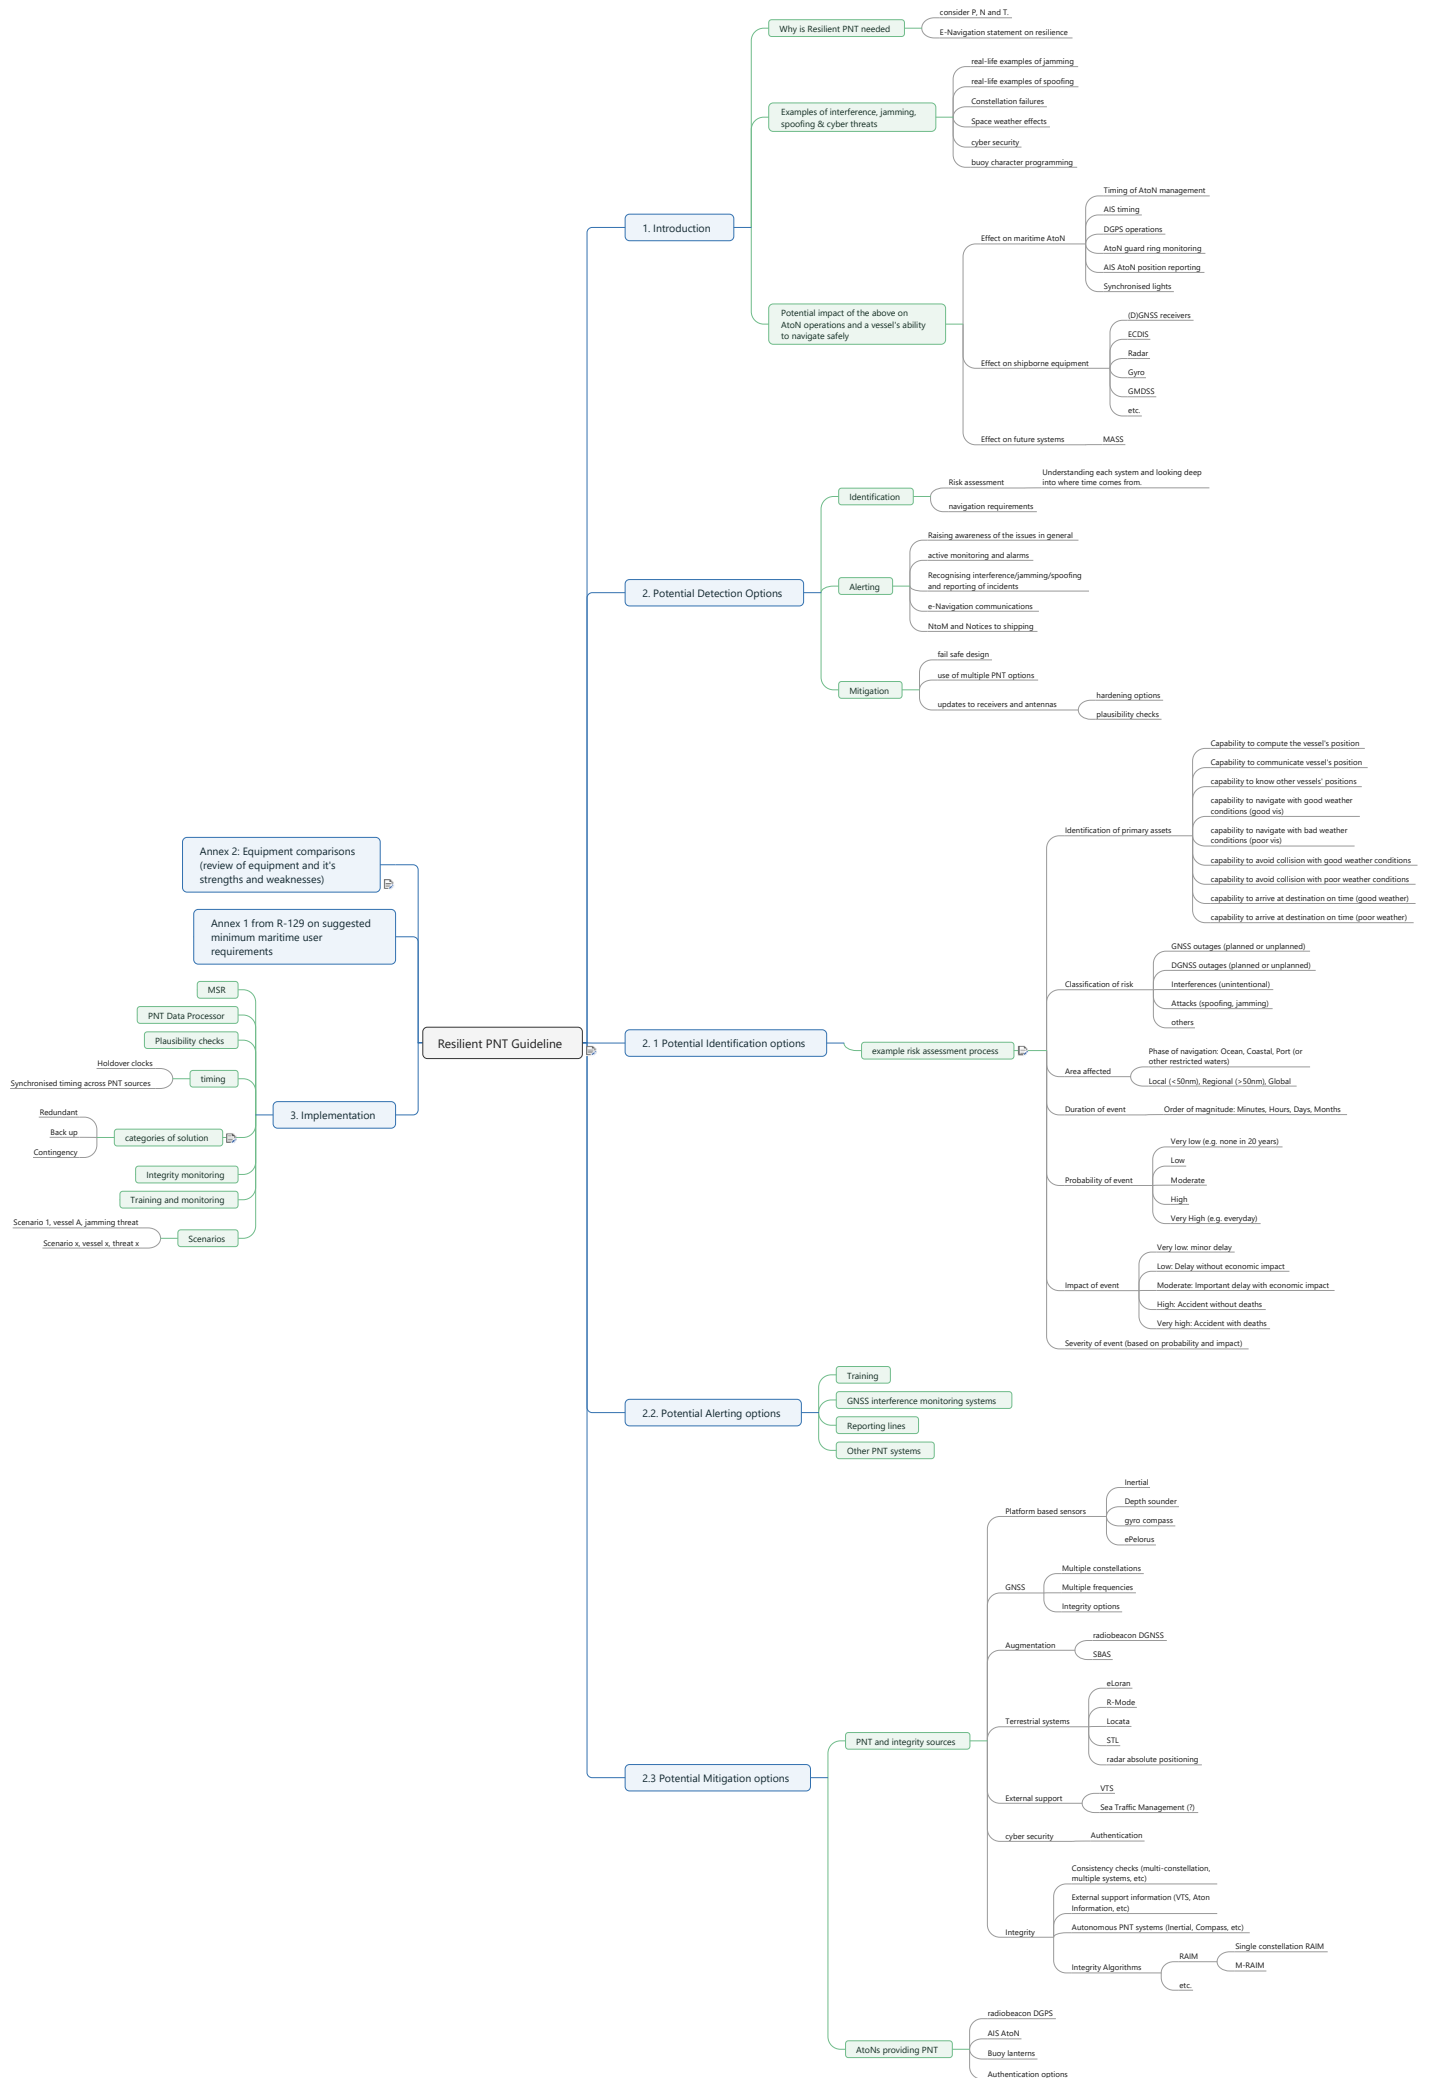 consider P, N and T.
Why is Resilient PNT needed
E-Navigation statement on resilience
real-life examples of jamming
real-life examples of spoofing
Constellation failures
Examples of interference, jamming,
spoofing & cyber threats
Space weather effects
cyber security
buoy character programming
1. Introduction
Timing of AtoN management
AIS timing
DGPS operations
Effect on maritime AtoN
AtoN guard ring monitoring
AIS AtoN position reporting
Synchronised lights
Potential impact of the above on
AtoN operations and a vessel's ability
to navigate safely
(D)GNSS receivers
ECDIS
Radar
Effect on shipborne equipment
Gyro
GMDSS
etc.
Effect on future systems
MASS
2. Potential Detection Options
Identification
Risk assessment
Understanding each system and looking deep
into where time comes from.
navigation requirements
Alerting
Raising awareness of the issues in general
active monitoring and alarms
Recognising interference/jamming/spoofing
and reporting of incidents
e-Navigation communications
NtoM and Notices to shipping
Mitigation
fail safe design
use of multiple PNT options
updates to receivers and antennas
hardening options
plausibility checks
Annex 2: Equipment comparisons
(review of equipment and it's
strengths and weaknesses)
Annex 1 from R-129 on suggested
minimum maritime user
requirements
Resilient PNT Guideline
3. Implementation
MSR
PNT Data Processor
Plausibility checks
timing
Holdover clocks
Synchronised timing across PNT sources
categories of solution
Redundant
Back up
Contingency
Integrity monitoring
Training and monitoring
Scenarios
Scenario 1, vessel A, jamming threat
Scenario x, vessel x, threat x
2. 1 Potential Identification options
example risk assessment process
Identification of primary assets
Capability to compute the vessel's position
Capability to communicate vessel's position
capability to know other vessels' positions
capability to navigate with good weather
conditions (good vis)
capability to navigate with bad weather
conditions (poor vis)
capability to avoid collision with good weather conditions
capability to avoid collision with poor weather conditions
capability to arrive at destination on time (good weather)
capability to arrive at destination on time (poor weather)
Classification of risk
GNSS outages (planned or unplanned)
DGNSS outages (planned or unplanned)
Interferences (unintentional)
Attacks (spoofing, jamming)
others
Area affected
Phase of navigation: Ocean, Coastal, Port (or
other restricted waters)
Local (<50nm), Regional (>50nm), Global
Duration of event
Order of magnitude: Minutes, Hours, Days, Months
Probability of event
Very low (e.g. none in 20 years)
Low
Moderate
High
Very High (e.g. everyday)
Impact of event
Very low: minor delay
Low: Delay without economic impact
Moderate: Important delay with economic impact
High: Accident without deaths
Very high: Accident with deaths
Severity of event (based on probability and impact)
2.2. Potential Alerting options
Training
GNSS interference monitoring systems
Reporting lines
Other PNT systems
2.3 Potential Mitigation options
PNT and integrity sources
Platform based sensors
Inertial
Depth sounder
gyro compass
ePelorus
GNSS
Multiple constellations
Multiple frequencies
Integrity options
Augmentation
radiobeacon DGNSS
SBAS
Terrestrial systems
eLoran
R-Mode
Locata
STL
radar absolute positioning
External support
VTS
Sea Traffic Management (?)
cyber security
Authentication
Integrity
Consistency checks (multi-constellation,
multiple systems, etc)
External support information (VTS, Aton
Information, etc)
Autonomous PNT systems (Inertial, Compass, etc)
Integrity Algorithms
RAIM
Single constellation RAIM
M-RAIM
etc.
AtoNs providing PNT
radiobeacon DGPS
AIS AtoN
Buoy lanterns
Authentication options